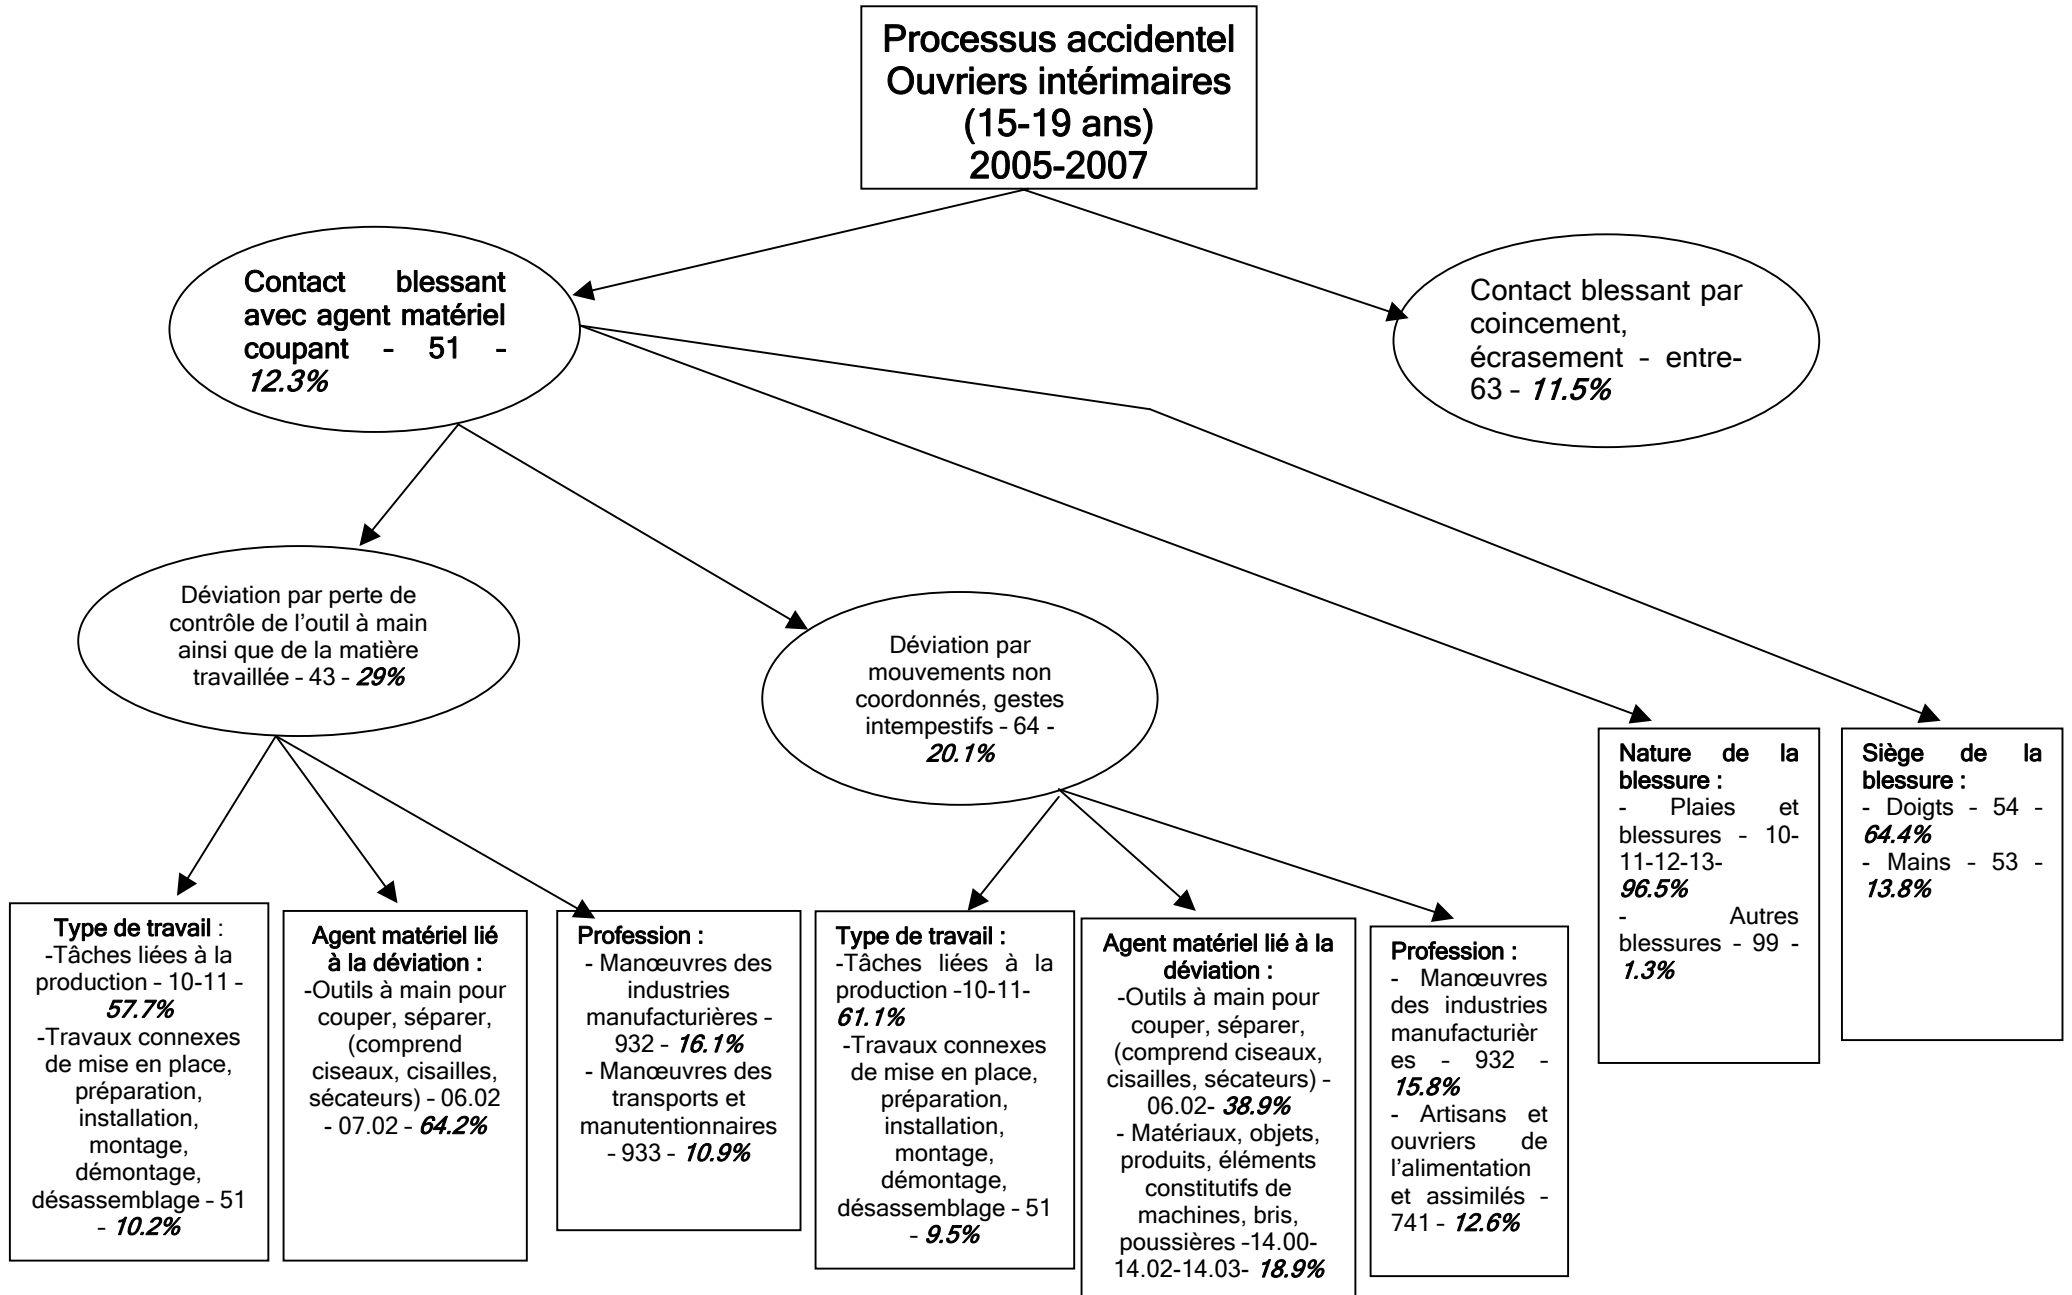 Processus accidentel
Ouvriers intérimaires
(15-19 ans)
2005-2007
Contact blessant
avec agent matériel
coupant - 51 -
12.3%
Contact blessant par
coincement,
écrasement - entre-
63 - 11.5%
Déviation par perte de
contrôle de l'outil à main
ainsi que de la matière
travaillée - 43 - 29%
Déviation par
mouvements non
coordonnés, gestes
intempestifs - 64 -
20.1%
Type de travail :
-Tâches liées à la
production - 10-11 -
57.7%
-Travaux connexes
de mise en place,
préparation,
installation,
montage,
démontage,
désassemblage - 51
- 10.2%
Agent matériel lié
à la déviation :
-Outils à main pour
couper, séparer,
(comprend
ciseaux, cisailles,
sécateurs) - 06.02
- 07.02 - 64.2%
Profession :
- Manœuvres des
industries
manufacturières -
932 - 16.1%
- Manœuvres des
transports et
manutentionnaires
- 933 - 10.9%
Type de travail :
-Tâches liées à la
production -10-11-
61.1%
-Travaux connexes
de mise en place,
préparation,
installation,
montage,
démontage,
désassemblage - 51
- 9.5%
Agent matériel lié à la
déviation :
-Outils à main pour
couper, séparer,
(comprend ciseaux,
cisailles, sécateurs) -
06.02- 38.9%
- Matériaux, objets,
produits, éléments
constitutifs de
machines, bris,
poussières -14.00-
14.02-14.03- 18.9%
Profession :
- Manœuvres
des industries
manufacturièr
es - 932 -
15.8%
- Artisans et
ouvriers de
l'alimentation
et assimilés -
741 - 12.6%
Nature de la
blessure :
- Plaies et
blessures - 10-
11-12-13-
96.5%
- Autres
blessures - 99 -
1.3%
Siège de la
blessure :
- Doigts - 54 -
64.4%
- Mains - 53 -
13.8%